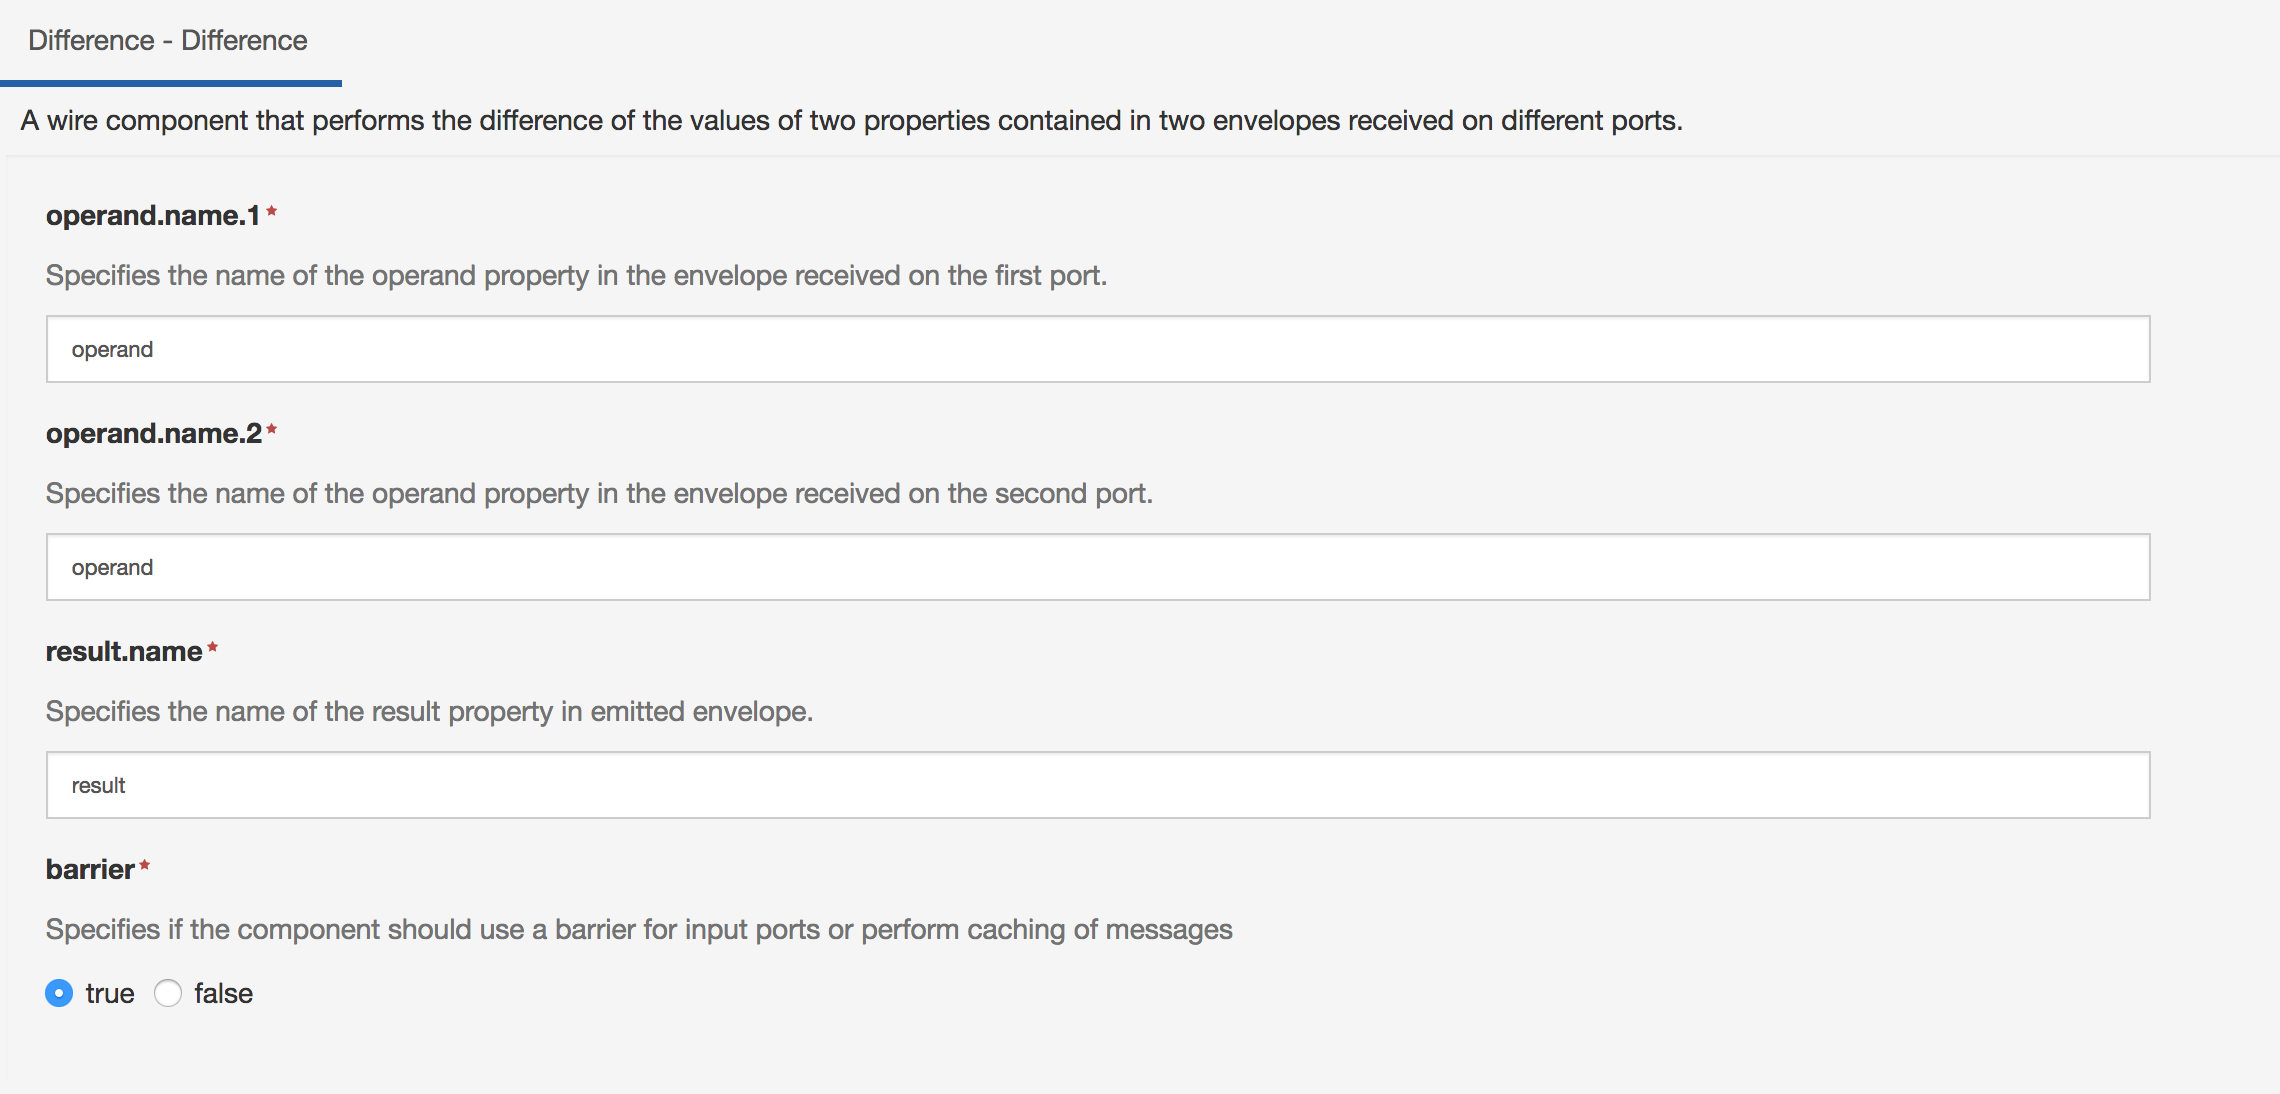 Difference - Difference
A wire component that performs the difference of the values of two properties contained in two envelopes received on different ports.
operand.name.1 *
Specifies the name of the operand property in the envelope received on the first port.
operand
operand.name.2 *
Specifies the name of the operand property in the envelope received on the second port.
operand
result.name *
Specifies the name of the result property in emitted envelope.
result
barrier *
Specifies if the component should use a barrier for input ports or perform caching of messages
true false